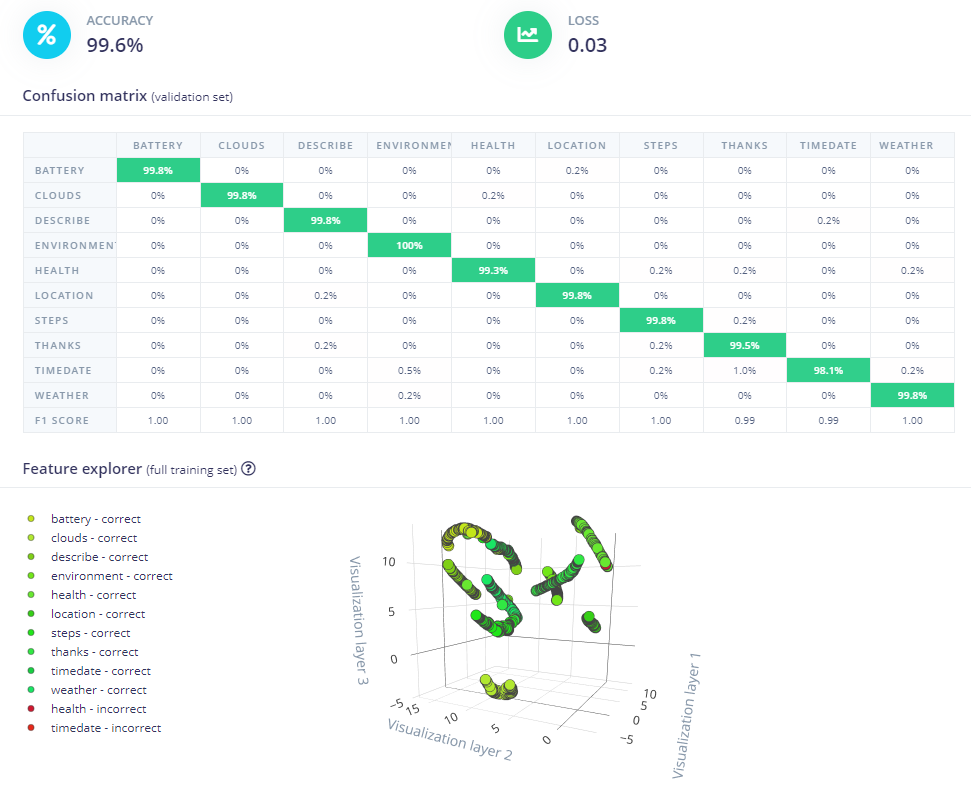 ACCURACY
99.6%
LOSS
0.03
Confusion matrix (validation set)
BATTERY CLOUDS DESCRIBE ENVIRONMEN HEALTH LOCATION STEPS THANKS TIMEDATE WEATHER
BATTERY 99.8% 0% 0% 0% 0% 0.2% 0% 0% 0% 0%
CLOUDS 0% 99.8% 0% 0% 0.2% 0% 0% 0% 0% 0%
DESCRIBE 0% 0% 99.8% 0% 0% 0% 0% 0% 0.2% 0%
ENVIRONMEN 0% 0% 0% 100% 0% 0% 0% 0% 0% 0%
HEALTH 0% 0% 0% 0% 99.3% 0% 0.2% 0.2% 0% 0.2%
LOCATION 0% 0% 0.2% 0% 0% 99.8% 0% 0% 0% 0%
STEPS 0% 0% 0% 0% 0% 0% 99.8% 0.2% 0% 0%
THANKS 0% 0% 0.2% 0% 0% 0% 0.2% 99.5% 0% 0%
TIMEDATE 0% 0% 0% 0.5% 0% 0% 0.2% 1.0% 98.1% 0.2%
WEATHER 0% 0% 0% 0.2% 0% 0% 0% 0% 0% 99.8%
F1 SCORE 1.00 1.00 1.00 1.00 1.00 1.00 1.00 0.99 0.99 1.00
Feature explorer (full training set) ?
battery - correct
clouds - correct
describe - correct
environment - correct
health - correct
location - correct
steps - correct
thanks - correct
timedate - correct
weather - correct
health - incorrect
timedate - incorrect
10
5
0
Visualization layer 3
−5
15
10
5
0
Visualization layer 2
10
5
0
−5
Visualization layer 1